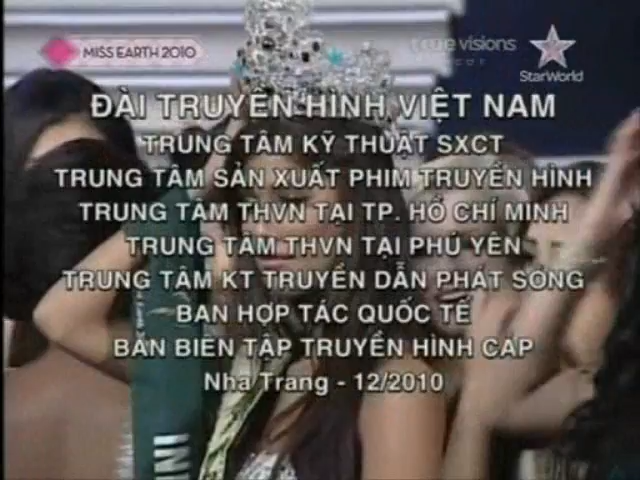 MISS EARTH 2010
true visions
StarWorld
ĐÀI TRUYỀN HÌNH VIỆT NAM
TRUNG TÂM KỸ THUẬT SXCT
TRUNG TÂM SẢN XUẤT PHIM TRUYỀN HÌNH
TRUNG TÂM THVN TẠI TP. HỒ CHÍ MINH
TRUNG TÂM THVN TẠI PHÚ YÊN
TRUNG TÂM KT TRUYỀN DẪN PHÁT SÓNG
BAN HỢP TÁC QUỐC TẾ
BAN BIÊN TẬP TRUYỀN HÌNH CÁP
Nha Trang - 12/2010